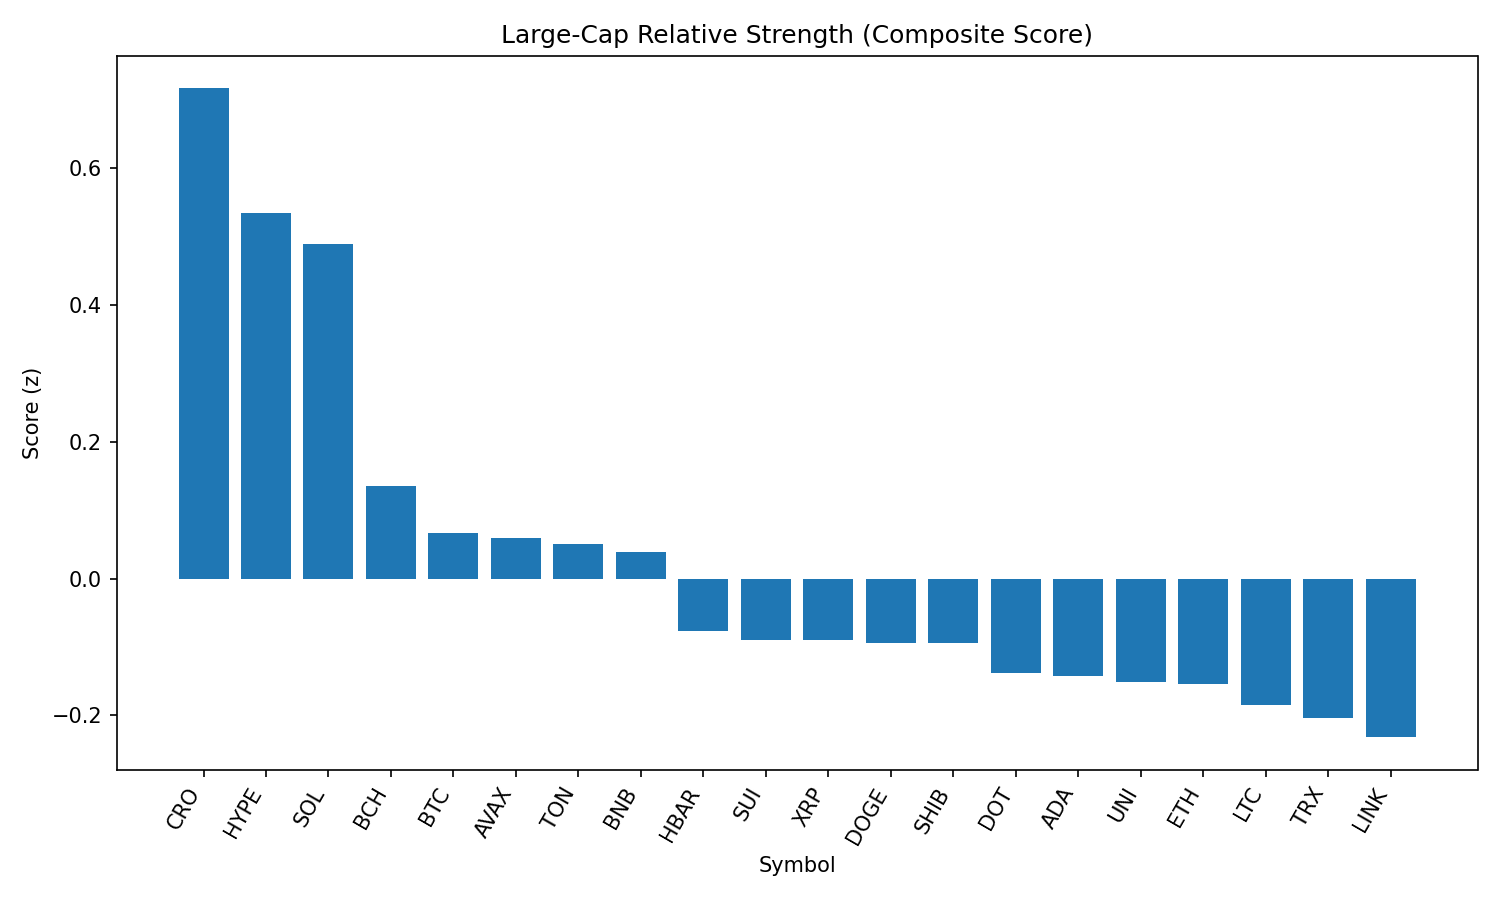 Large-Cap Relative Strength (Composite Score)
Score (z)
0.6
0.4
0.2
0.0
−0.2
CRO
HYPE
SOL
BCH
BTC
AVAX
TON
BNB
HBAR
SUI
XRP
DOGE
SHIB
DOT
ADA
UNI
ETH
LTC
TRX
LINK
Symbol